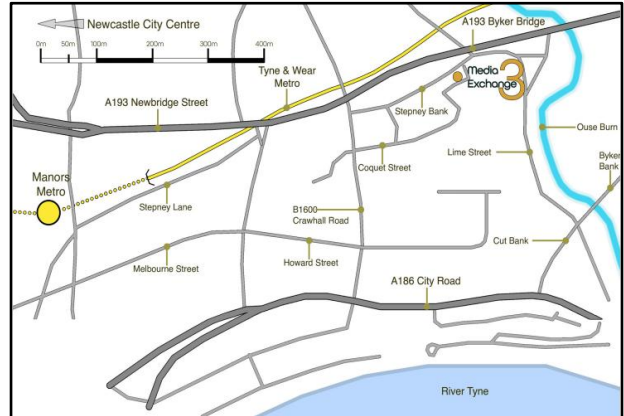 Newcastle City Centre
0m 50m 100m 200m 300m 400m
A193 Byker Bridge
Tyne & Wear
Metro
Media
Exchange 3
A193 Newbridge Street
Stepney Bank
Ouse Burn
Coquet Street
Lime Street
Byker
Bank
Manors
Metro
Stepney Lane
B1600
Crawhall Road
Melbourne Street
Howard Street
Cut Bank
A186 City Road
River Tyne